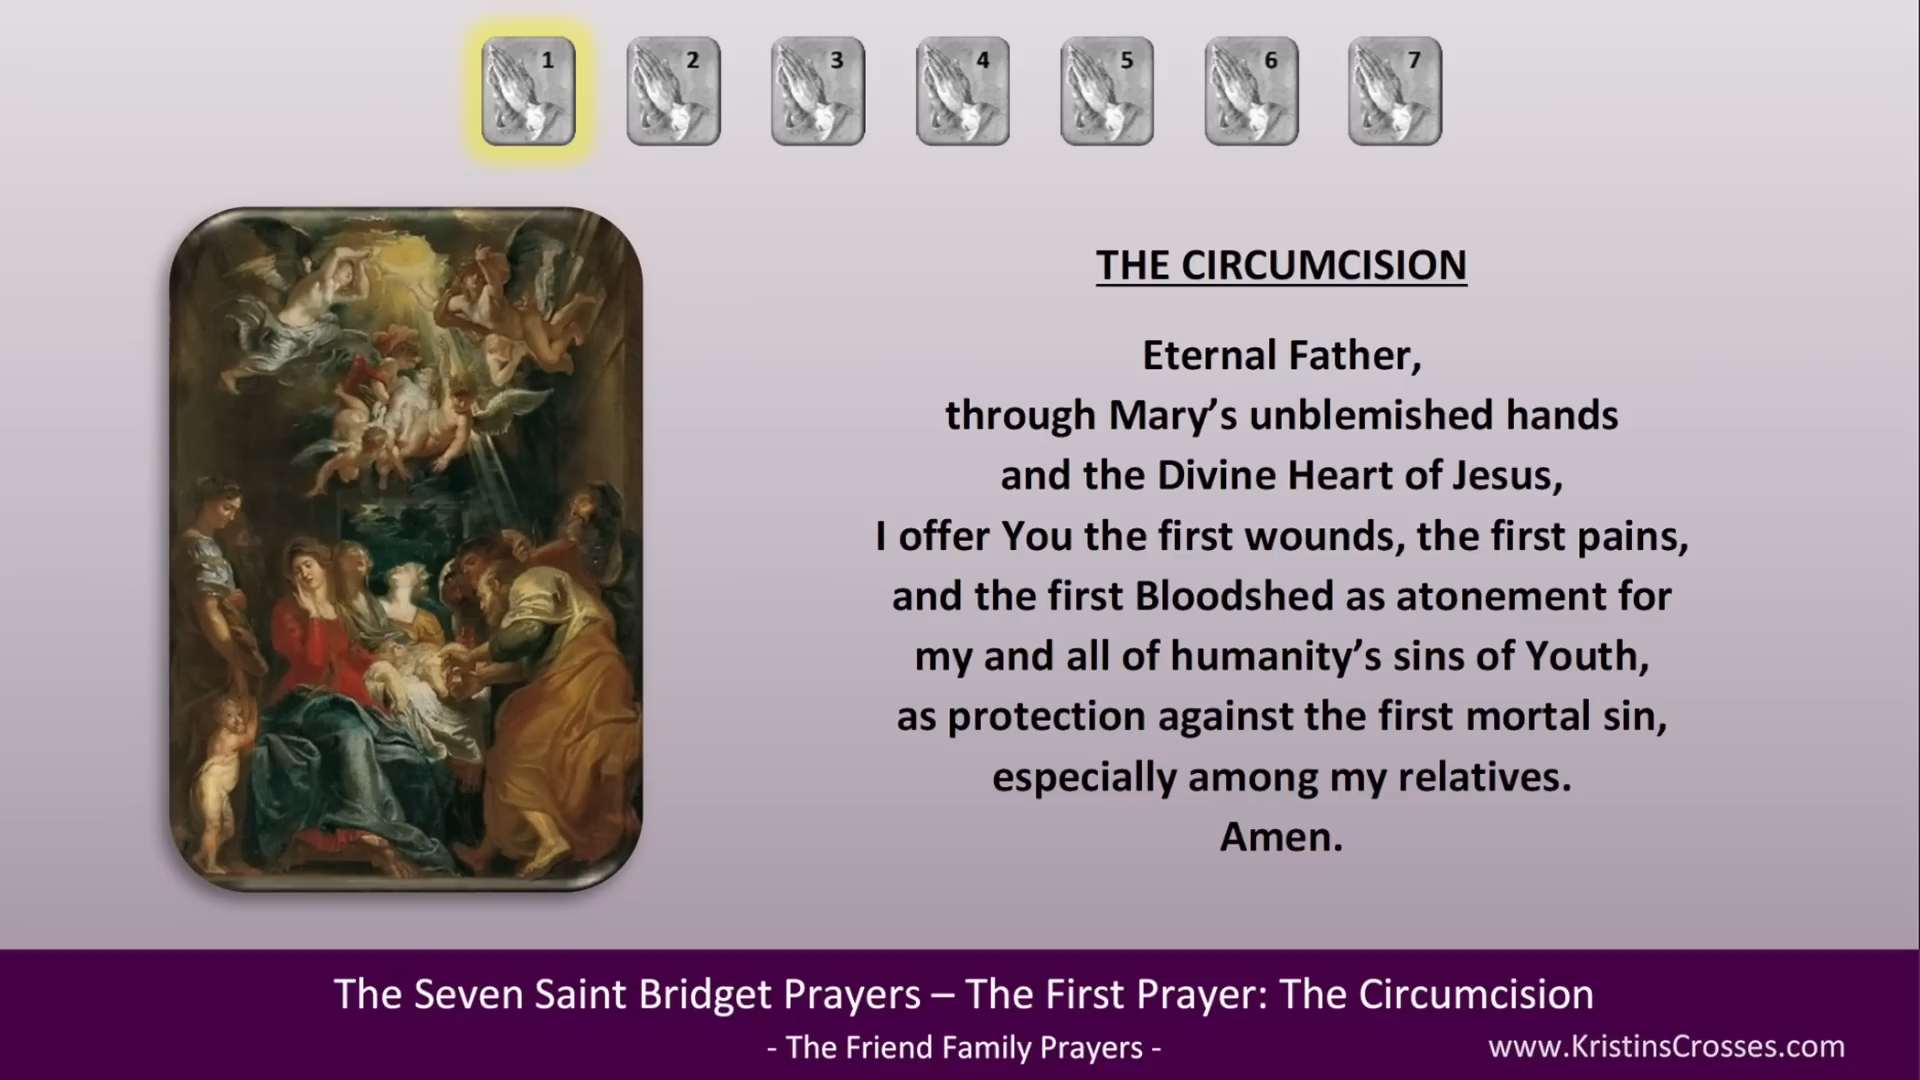 1 2 3 4 5 6 7
THE CIRCUMCISION
Eternal Father,
through Mary’s unblemished hands
and the Divine Heart of Jesus,
I offer You the first wounds, the first pains,
and the first Bloodshed as atonement for
my and all of humanity’s sins of Youth,
as protection against the first mortal sin,
especially among my relatives.
Amen.
The Seven Saint Bridget Prayers – The First Prayer: The Circumcision
- The Friend Family Prayers -
www.KristinsCrosses.com